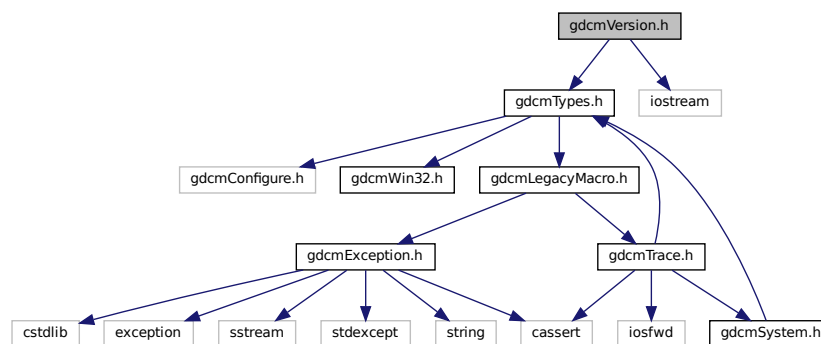 gdcmVersion.h
gdcmTypes.h
iostream
gdcmConfigure.h
gdcmWin32.h
gdcmLegacyMacro.h
gdcmException.h
gdcmTrace.h
cstdlib
exception
sstream
stdexcept
string
cassert
iosfwd
gdcmSystem.h